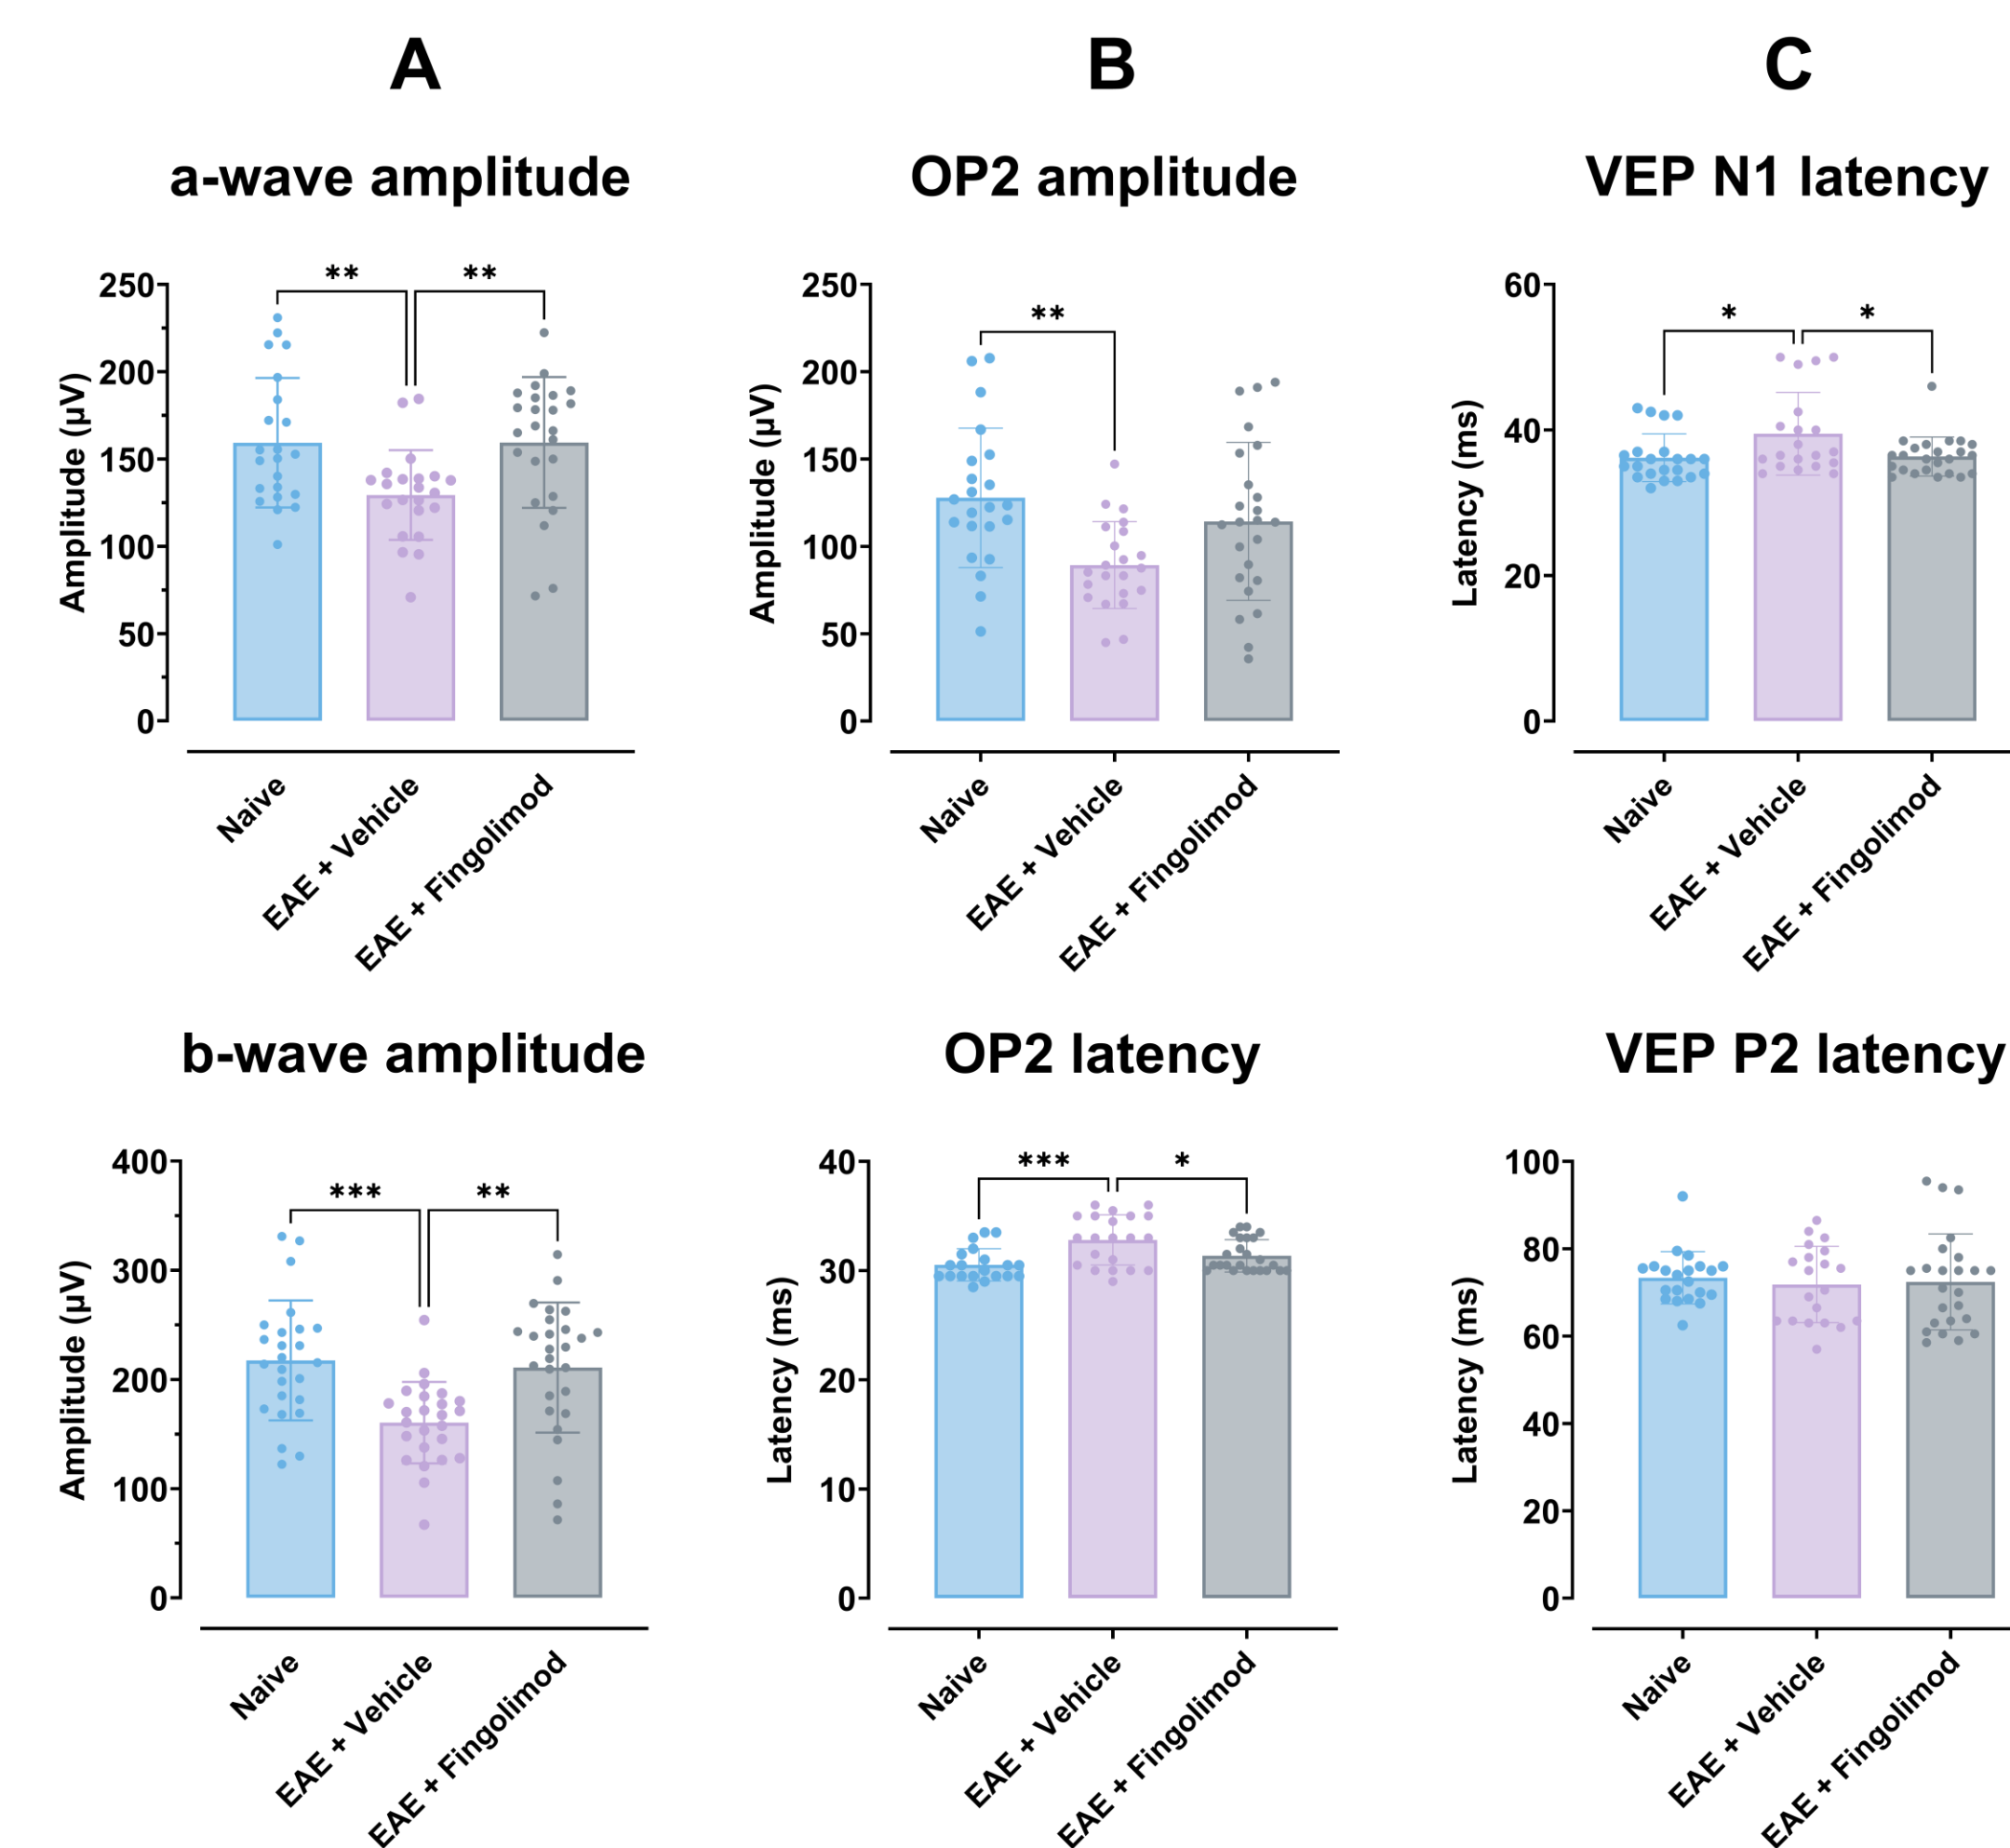 A
a-wave amplitude
Amplitude (µV)
250
200
150
100
50
0
** **
Naive
EAE + Vehicle
EAE + Fingolimod
B
OP2 amplitude
Amplitude (µV)
250
200
150
100
50
0
**
Naive
EAE + Vehicle
EAE + Fingolimod
C
VEP N1 latency
Latency (ms)
60
40
20
0
* *
Naive
EAE + Vehicle
EAE + Fingolimod
b-wave amplitude
Amplitude (µV)
400
300
200
100
0
*** **
Naive
EAE + Vehicle
EAE + Fingolimod
OP2 latency
Latency (ms)
40
30
20
10
0
*** *
Naive
EAE + Vehicle
EAE + Fingolimod
VEP P2 latency
Latency (ms)
100
80
60
40
20
0
Naive
EAE + Vehicle
EAE + Fingolimod